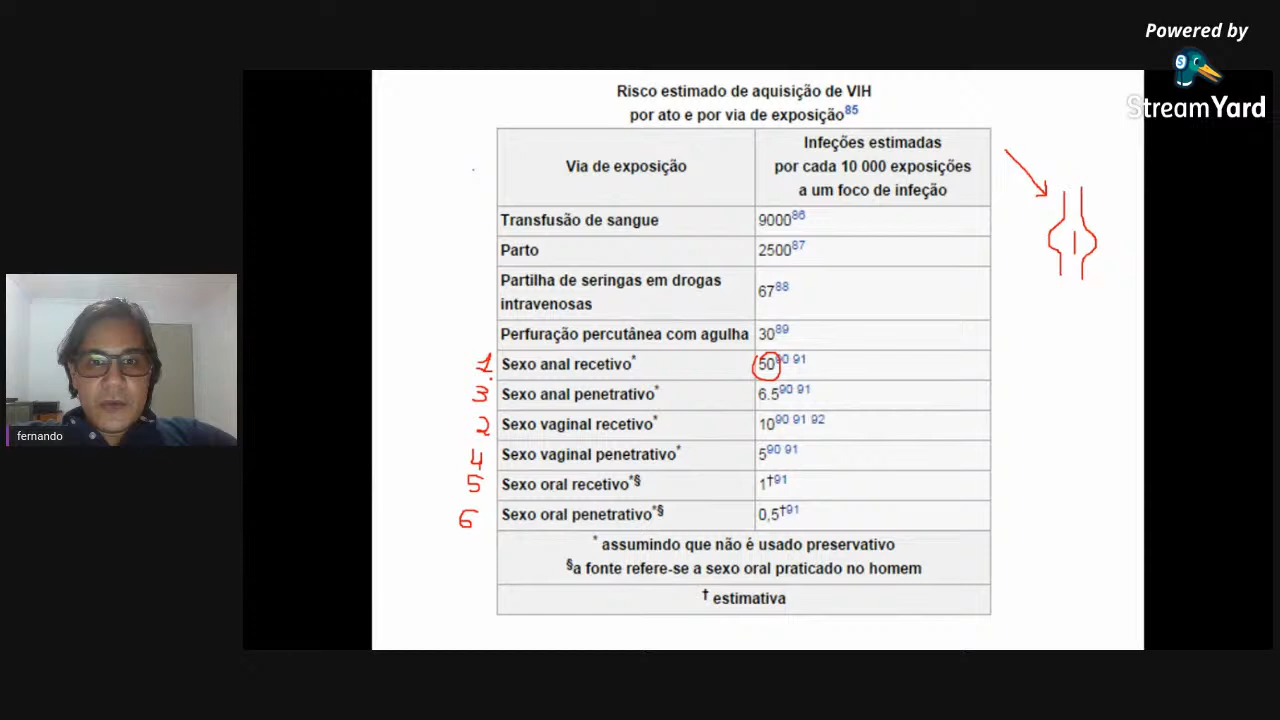 Powered by
StreamYard
Risco estimado de aquisição de VIH
por ato e por via de exposição85
Via de exposição
Infeções estimadas
por cada 10 000 exposições
a um foco de infeção
Transfusão de sangue 900086
Parto 250087
Partilha de seringas em drogas
intravenosas 6788
Perfuração percutânea com agulha 3089
1 Sexo anal recetivo* 5090 91
3 Sexo anal penetrativo* 6.590 91
2 Sexo vaginal recetivo* 1090 91 92
4 Sexo vaginal penetrativo* 590 91
5 Sexo oral recetivo*§ 1†91
6 Sexo oral penetrativo*§ 0,5†91
* assumindo que não é usado preservativo
§a fonte refere-se a sexo oral praticado no homem
† estimativa
fernando